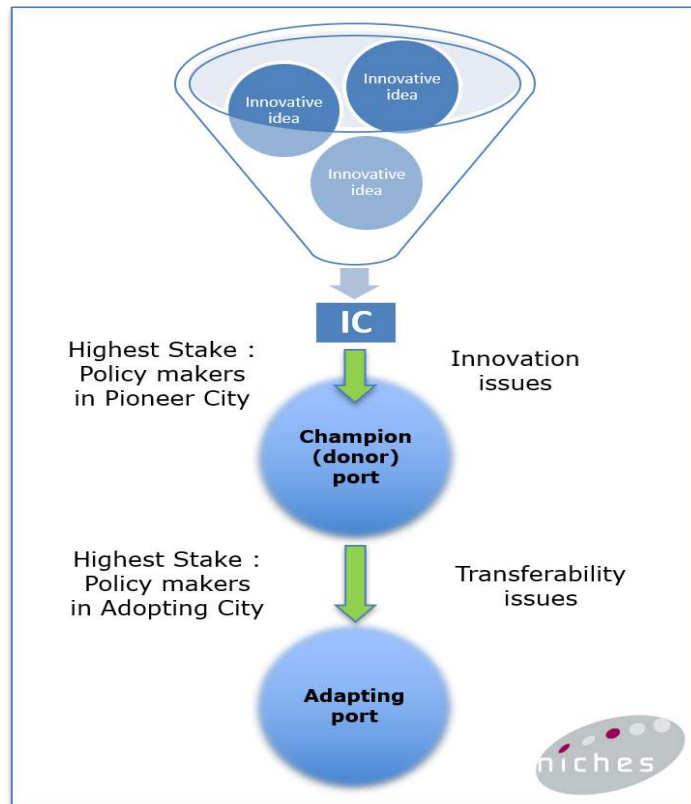 Innovative
idea
Innovative
idea
Innovative
idea
IC
Highest Stake :
Policy makers
in Pioneer City
Innovation
issues
Champion
(donor)
port
Highest Stake :
Policy makers
in Adopting City
Transferability
issues
Adapting
port
niches